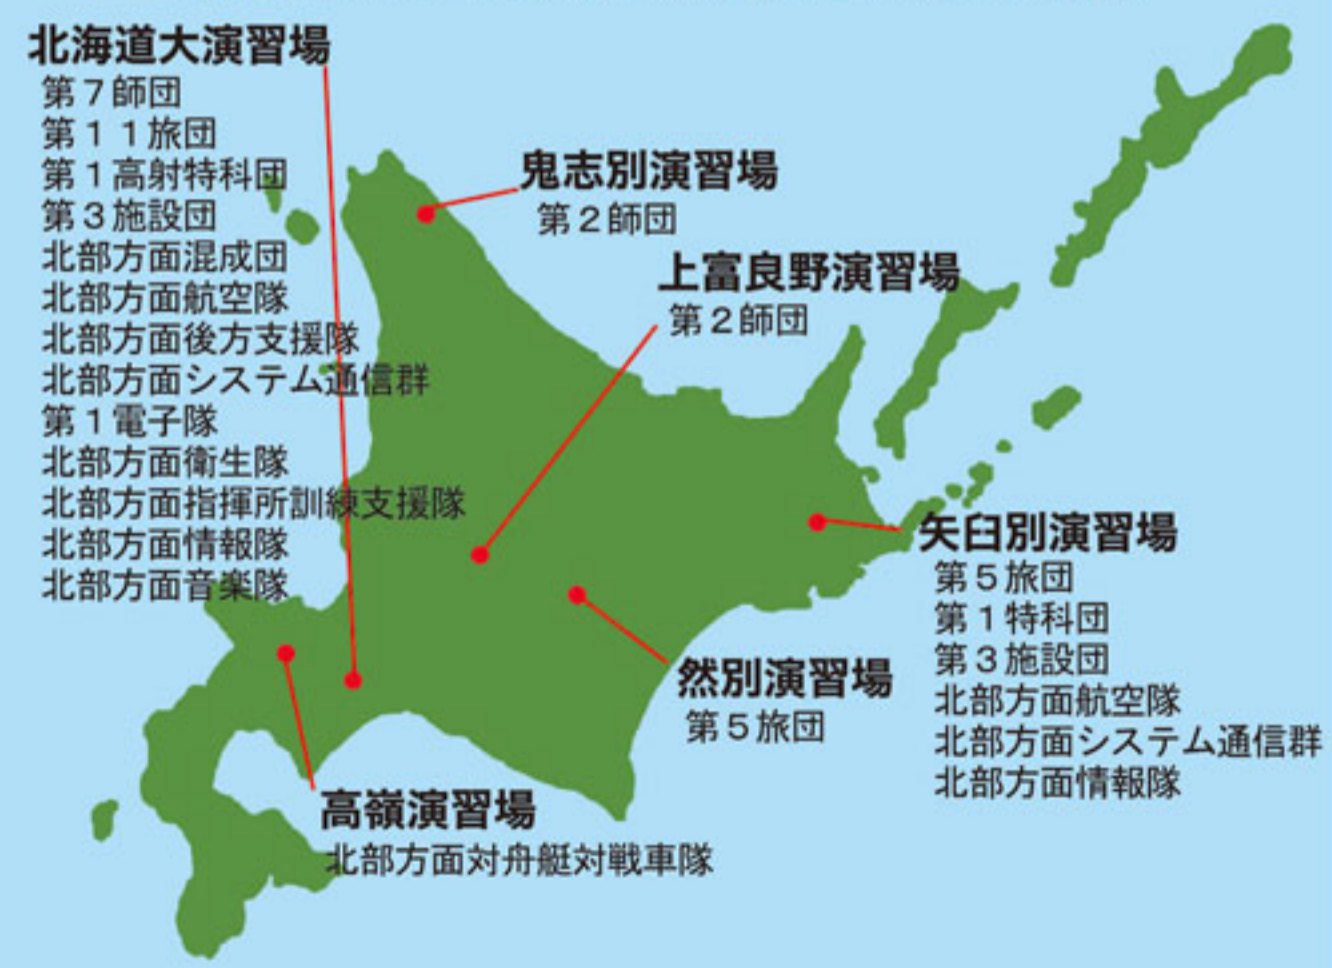 北海道大演習場
第７師団
第１１旅団
第１高射特科団
第３施設団
北部方面混成団
北部方面航空隊
北部方面後方支援隊
北部方面システム通信群
第１電子隊
北部方面衛生隊
北部方面指揮所訓練支援隊
北部方面情報隊
北部方面音楽隊
鬼志別演習場
第２師団
上富良野演習場
第２師団
矢臼別演習場
第５旅団
第１特科団
第３施設団
北部方面航空隊
北部方面システム通信群
北部方面情報隊
然別演習場
第５旅団
高嶺演習場
北部方面対舟艇対戦車隊